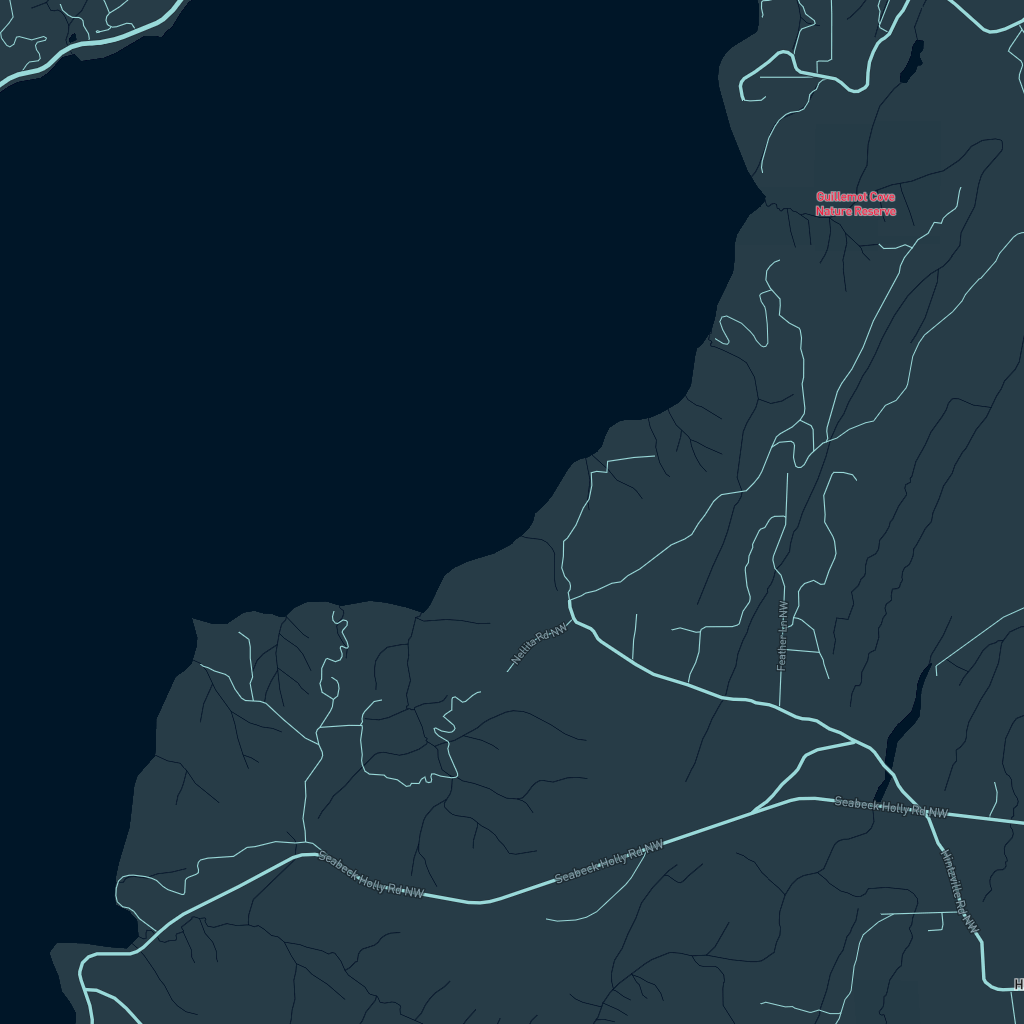 Guillemot Cove
Nature Reserve
Nellita Rd NW
Feather Ln NW
Seabeck Holly Rd NW
Seabeck Holly Rd NW
Seabeck Holly Rd NW
Hintzville Rd NW
H